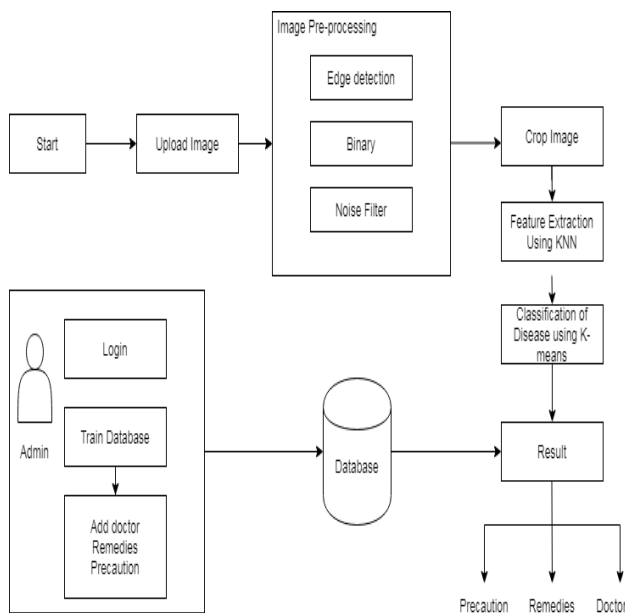 Image Pre-processing
Edge detection
Start
Upload Image
Binary
Crop Image
Noise Filter
Feature Extraction
Using KNN
Classification of
Disease using K-
means
Login
Admin
Train Database
Database
Result
Add doctor
Remedies
Precaution
Precaution
Remedies
Doctor